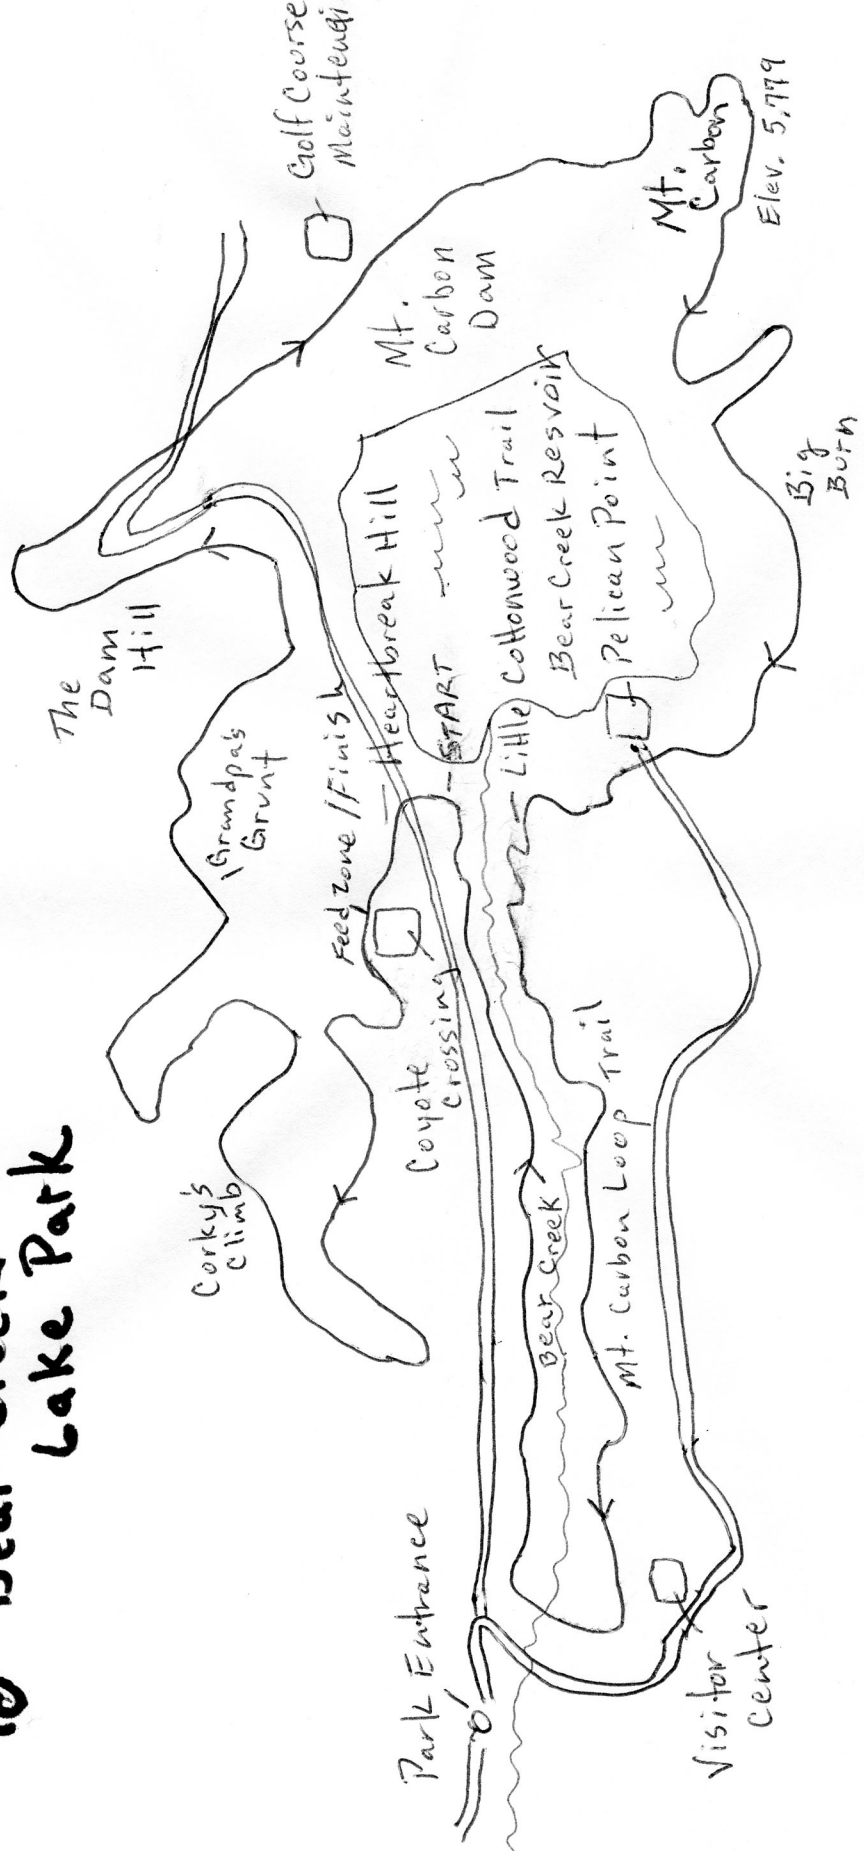 Lake Park
Golf Course
Maintenqi
The
Dam
Hill
Mt.
Carbon
Dam
Mt.
Carbon
Elev. 5,779
Grandpa's
Grunt
Corky's
Climb
Feed Zone / Finish
Heartbreak Hill
START
Little Cottonwood Trail
Bear Creek Resvoir
Pelican Point
Big
Burn
Coyote
Crossing
Bear Creek
Mt. Carbon Loop Trail
Park Entrance
Visitor
Center